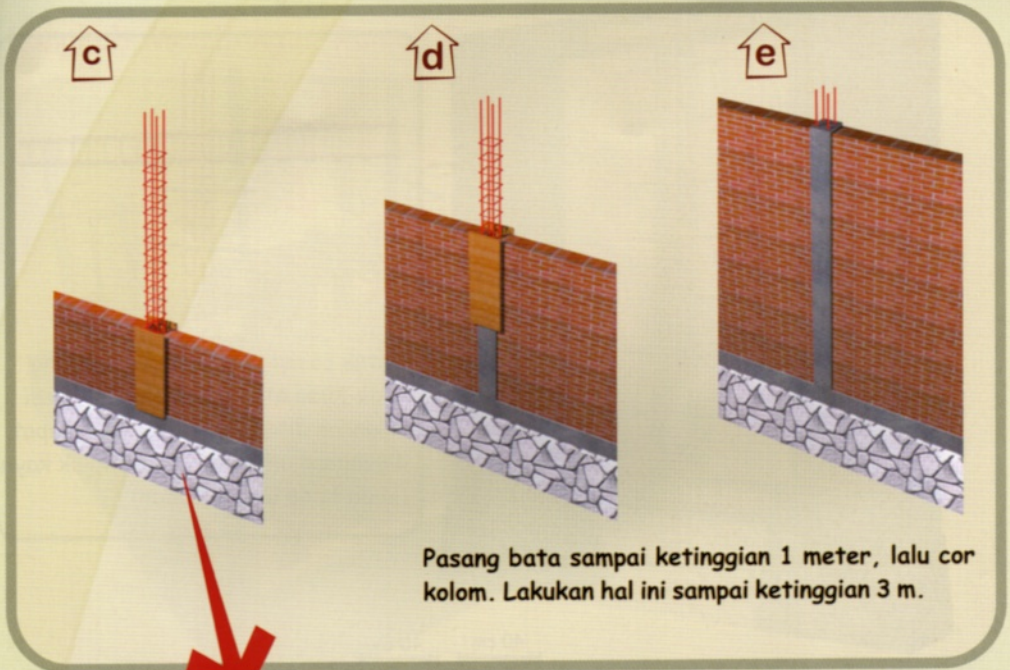 c
d
e
Pasang bata sampai ketinggian 1 meter, lalu cor
kolom. Lakukan hal ini sampai ketinggian 3 m.